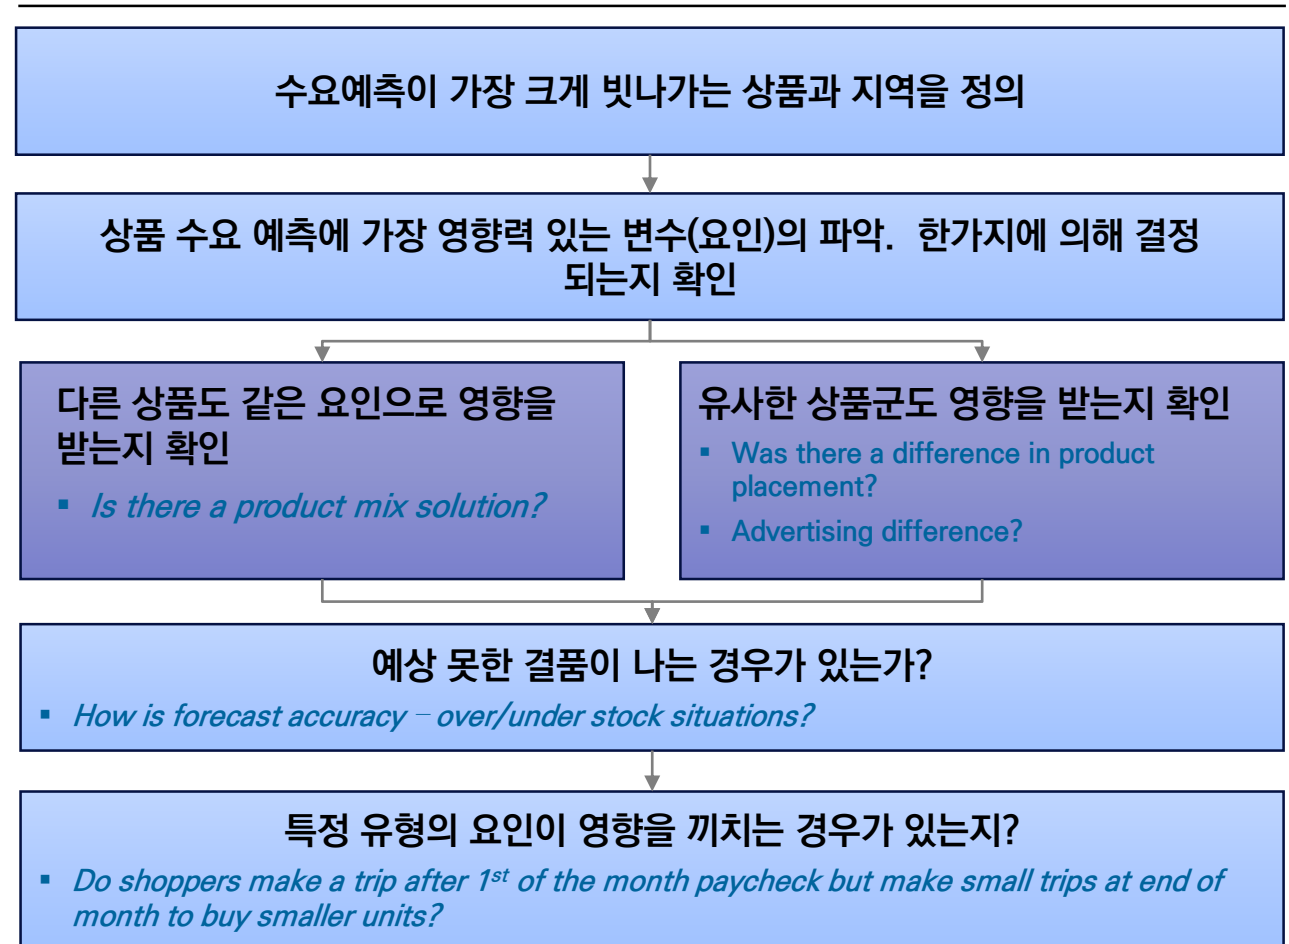 수요예측이 가장 크게 빗나가는 상품과 지역을 정의
상품 수요 예측에 가장 영향력 있는 변수(요인)의 파악. 한가지에 의해 결정
되는지 확인
다른 상품도 같은 요인으로 영향을
받는지 확인
▪ Is there a product mix solution?
유사한 상품군도 영향을 받는지 확인
▪ Was there a difference in product
placement?
▪ Advertising difference?
예상 못한 결품이 나는 경우가 있는가?
▪ How is forecast accuracy – over/under stock situations?
특정 유형의 요인이 영향을 끼치는 경우가 있는지?
▪ Do shoppers make a trip after 1st of the month paycheck but make small trips at end of
month to buy smaller units?